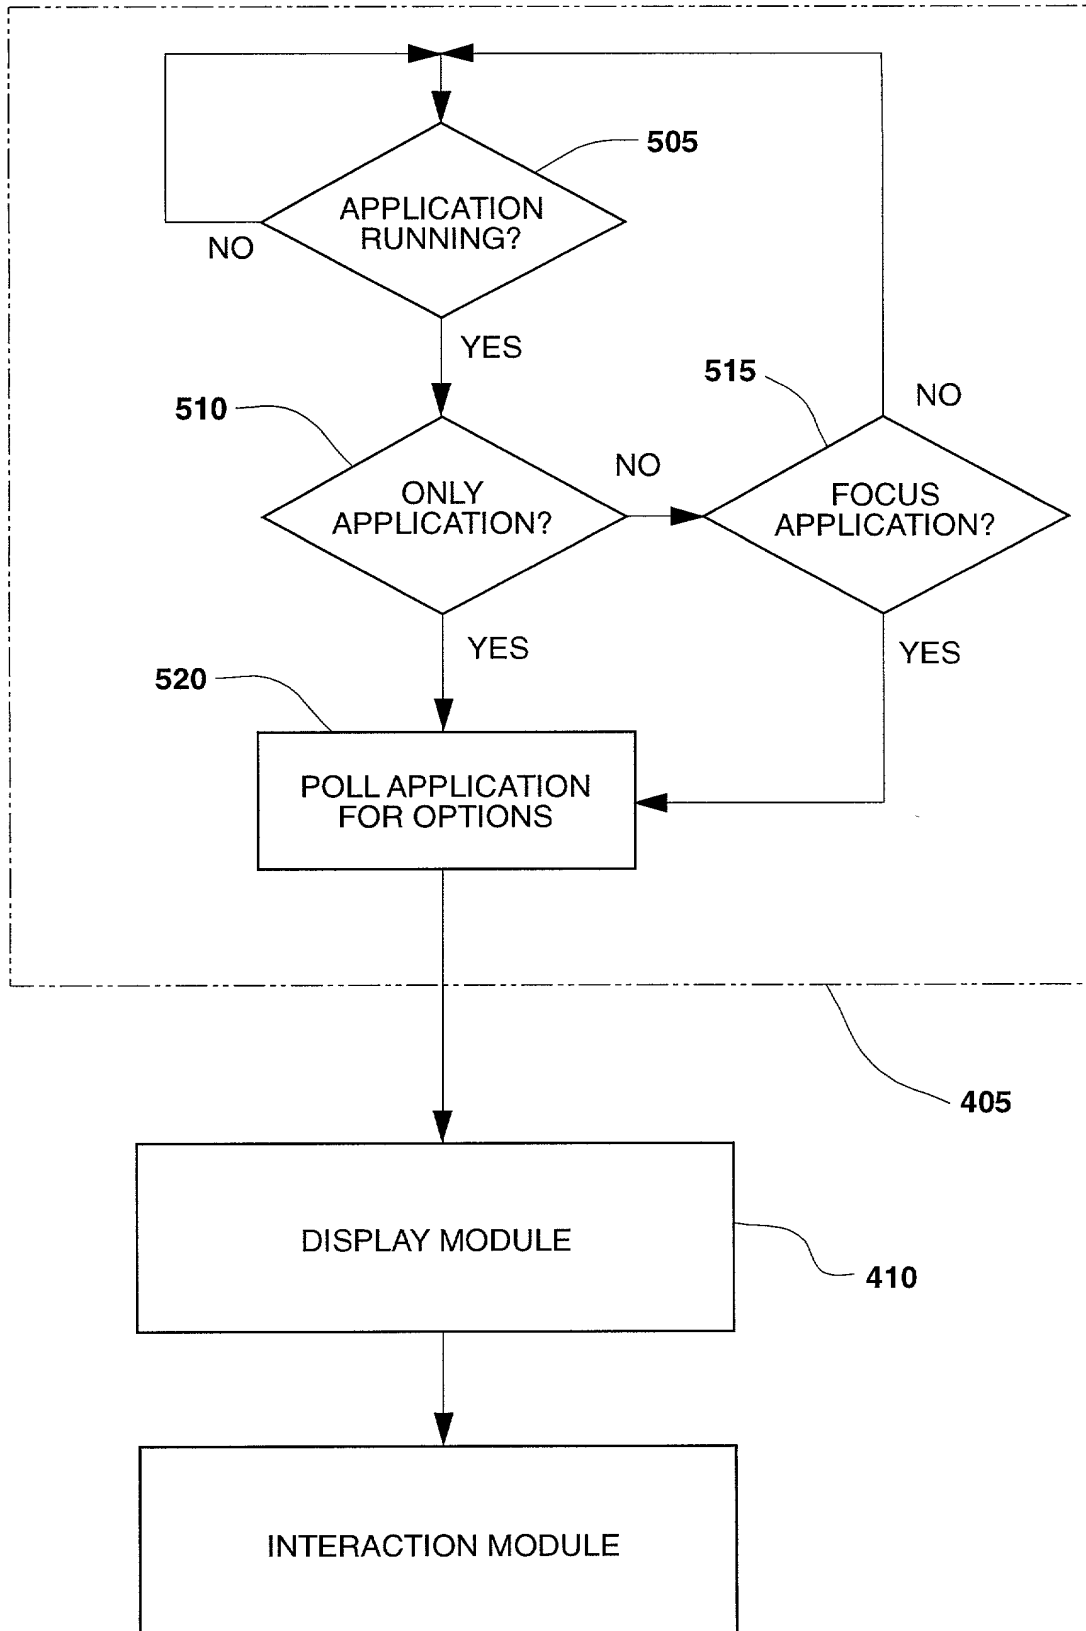 505
APPLICATION
RUNNING?
NO
YES
515
NO
510
NO
ONLY
APPLICATION?
FOCUS
APPLICATION?
YES
YES
520
POLL APPLICATION
FOR OPTIONS
405
DISPLAY MODULE
410
INTERACTION MODULE